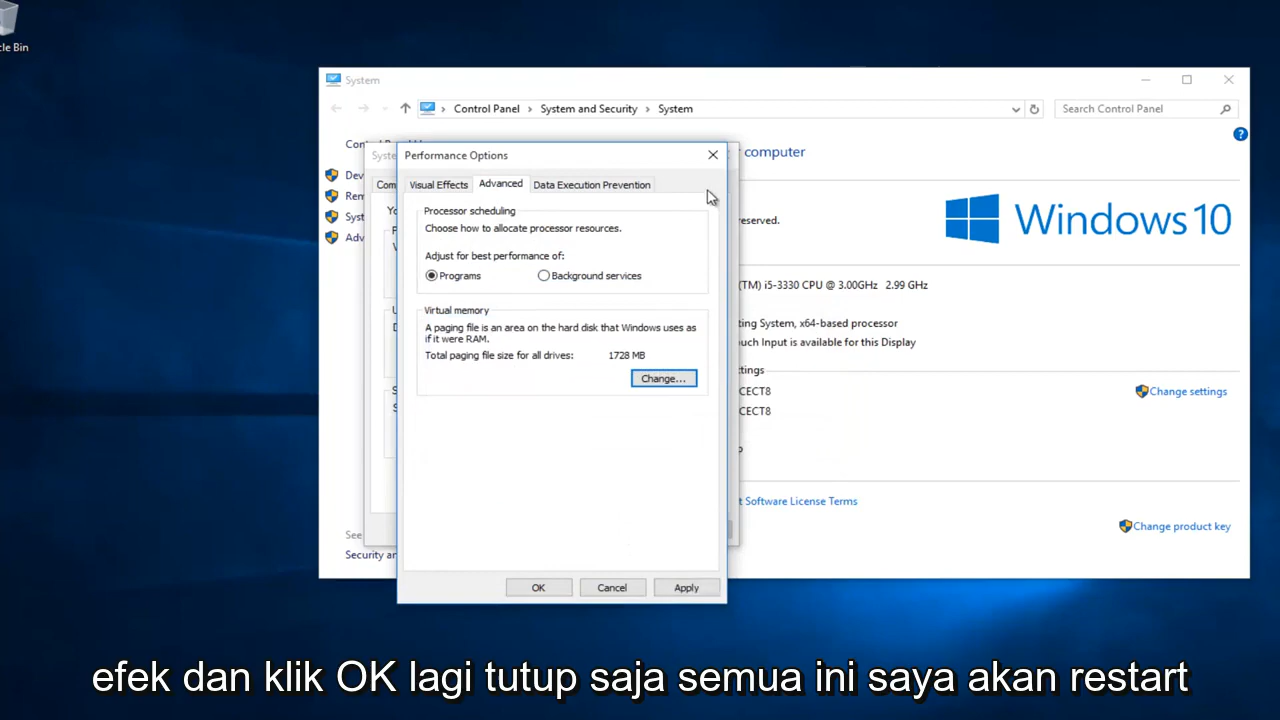 cle Bin
System
Control Panel › System and Security › System
Search Control Panel
computer
Performance Options
Visual Effects
Advanced
Data Execution Prevention
Processor scheduling
Choose how to allocate processor resources.
Adjust for best performance of:
Programs
Background services
Virtual memory
A paging file is an area on the hard disk that Windows uses as
if it were RAM.
Total paging file size for all drives: 1728 MB
Change...
OK
Cancel
Apply
eserved.
Windows 10
(TM) i5-3330 CPU @ 3.00GHz 2.99 GHz
ting System, x64-based processor
uch Input is available for this Display
ttings
CECT8
Change settings
CECT8
t Software License Terms
Change product key
See
Security an
efek dan klik OK lagi tutup saja semua ini saya akan restart